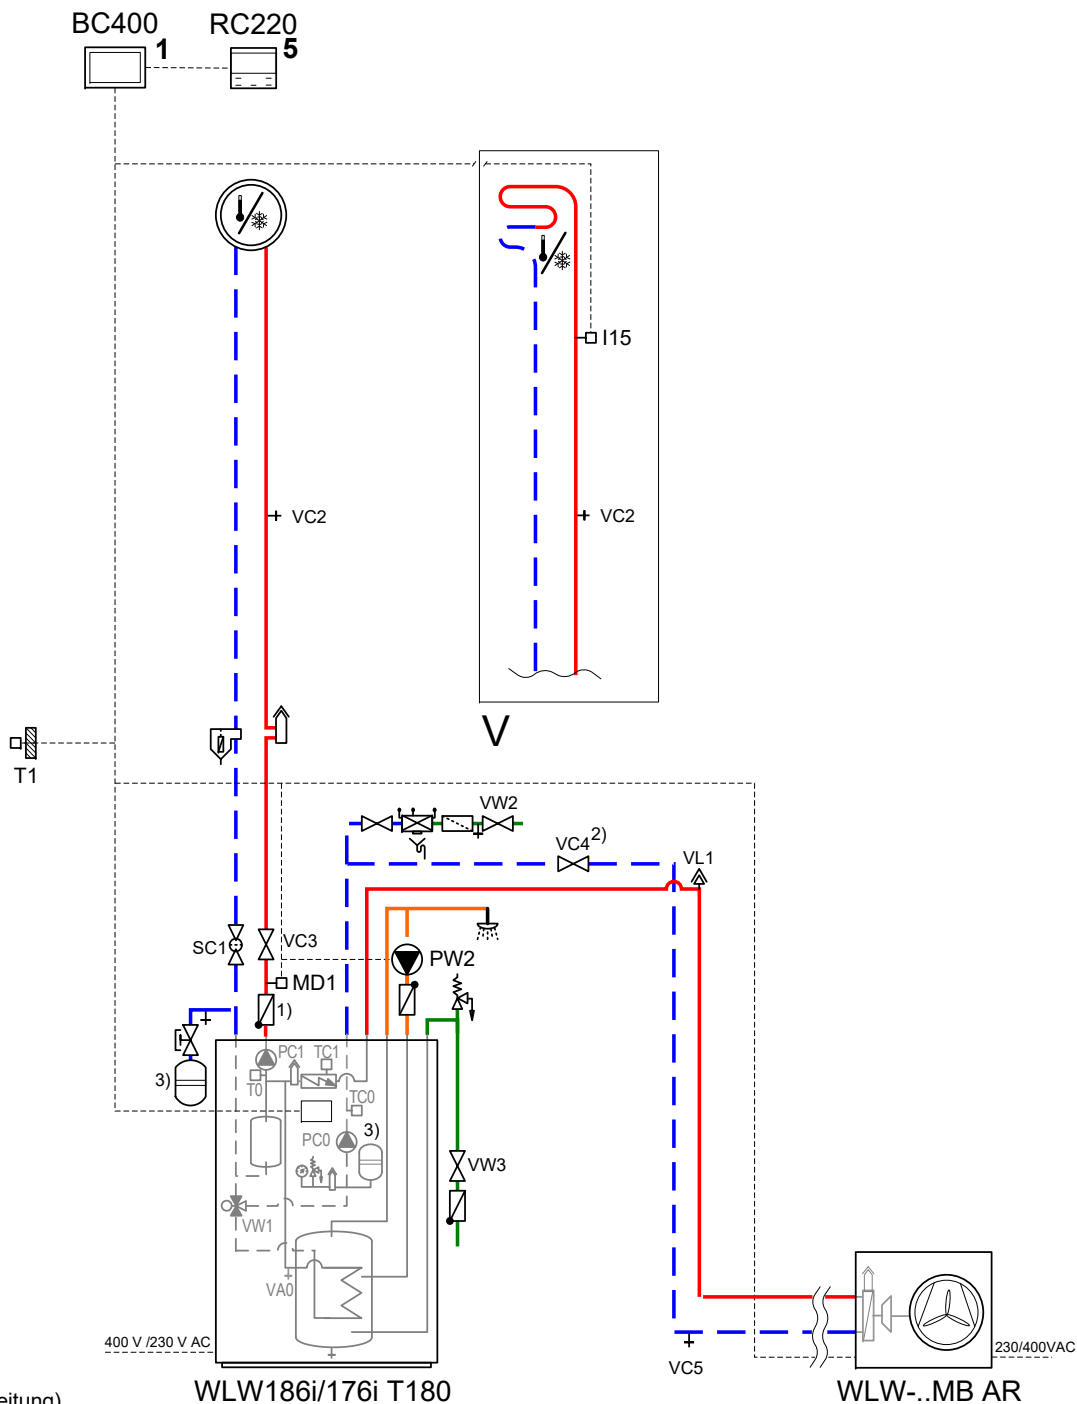 BC400 RC220
1 5
I15
VC2 VC2
V
T1
VW2
VC4 2)
VL1
SC1 VC3
PW2
MD1
1)
PC1 TC1
3) T0
TC0
PC0 3)
VW3
VW1
VA0
400 V /230 V AC
230/400VAC
VC5
WLW186i/176i T180 WLW-..MB AR
eitung)